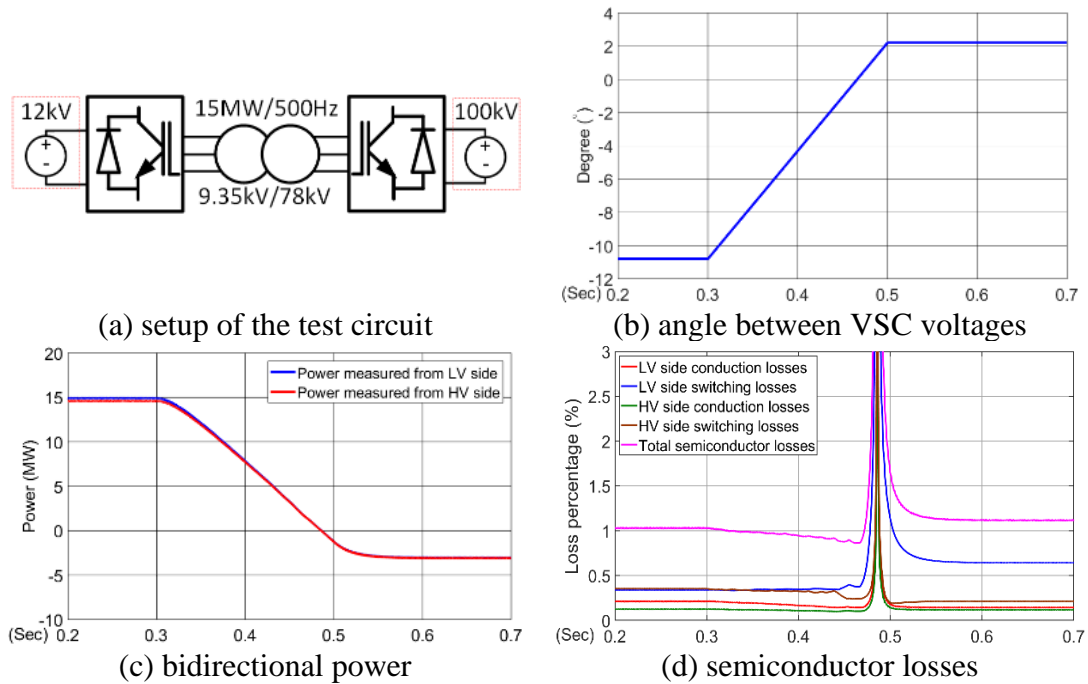 12kV
15MW/500Hz
100kV
+
-
+
-
9.35kV/78kV
(a) setup of the test circuit
4
2
0
-2
-4
-6
-8
-10
-12
Degree (°)
(Sec) 0.2 0.3 0.4 0.5 0.6 0.7
(b) angle between VSC voltages
20
15
10
5
0
-5
-10
Power (MW)
Power measured from LV side
Power measured from HV side
(Sec) 0.2 0.3 0.4 0.5 0.6 0.7
(c) bidirectional power
3
2.5
2
1.5
1
0.5
0
Loss percentage (%)
LV side conduction losses
LV side switching losses
HV side conduction losses
HV side switching losses
Total semiconductor losses
(Sec) 0.2 0.3 0.4 0.5 0.6 0.7
(d) semiconductor losses